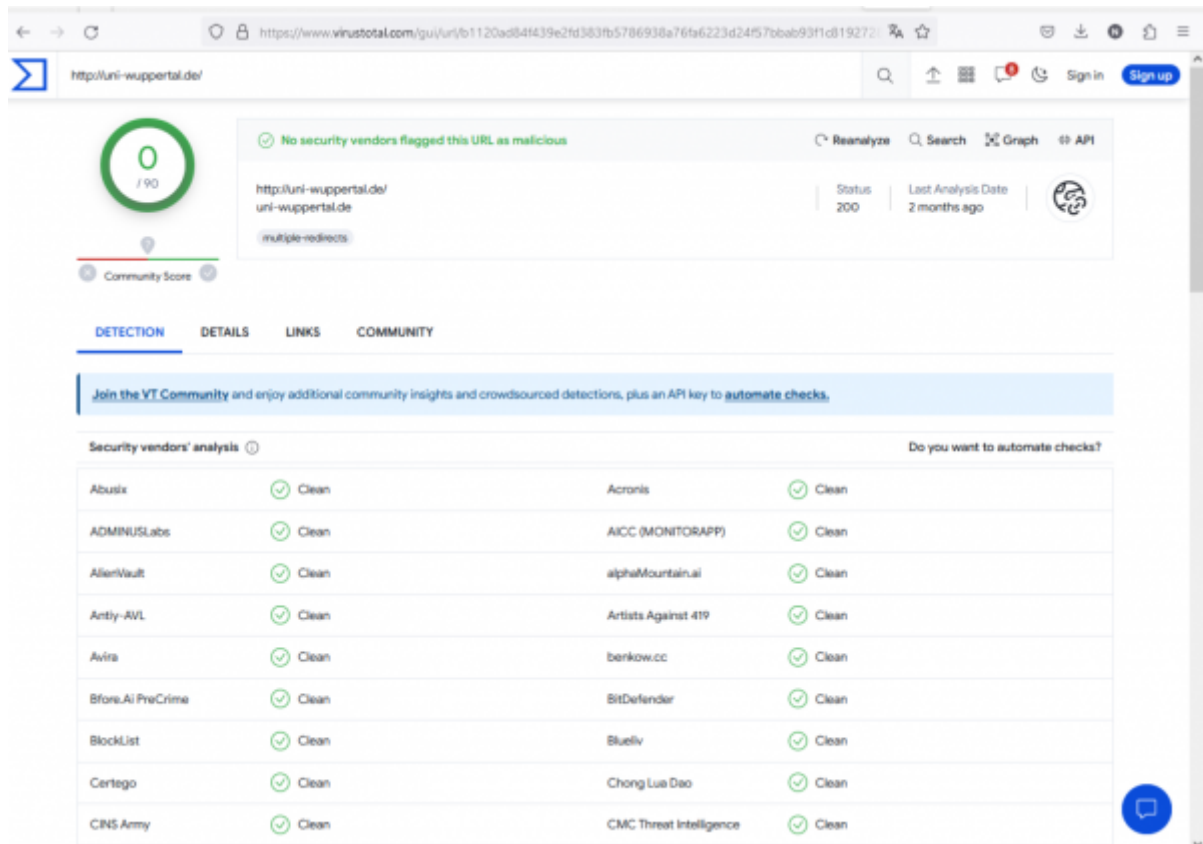 https://www.virustotal.com/gui/url/b1120ad84f439e2fd383fb5786938a76fa6223d24f57bbab93f1d819272
http://uni-wuppertal.de/
Sign in
Sign up
0
/ 90
Community Score
No security vendors flagged this URL as malicious
Reanalyze
Search
Graph
API
http://uni-wuppertal.de/
uni-wuppertal.de
multiple-redirects
Status
200
Last Analysis Date
2 months ago
DETECTION
DETAILS
LINKS
COMMUNITY
Join the VT Community and enjoy additional community insights and crowdsourced detections, plus an API key to automate checks.
Security vendors' analysis
Do you want to automate checks?
Abusix Clean Acronis Clean
ADMINUSLabs Clean AICC (MONITORAPP) Clean
AlienVault Clean alphaMountain.ai Clean
Antiy-AVL Clean Artists Against 419 Clean
Avira Clean benkow.cc Clean
Bfore.Ai PreCrime Clean BitDefender Clean
BlockList Clean Blueliv Clean
Certego Clean Chong Lua Dao Clean
CINS Army Clean CMC Threat Intelligence Clean